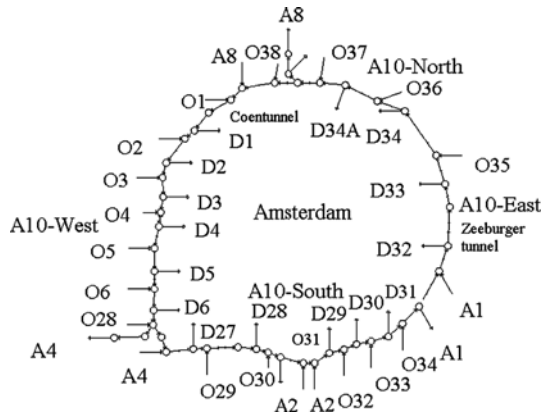 A8
A8
O38
O37
A10-North
O36
O1
Coentunnel
D34A
D34
O2
D1
D2
O35
O3
D33
D3
A10-West
O4
D4
Amsterdam
A10-East
Zeeburger
tunnel
O5
D32
D5
O6
A10-South
D6
D28
D29
D30
D31
A1
O28
D27
O31
A4
A4
O29
O30
A2
A2
O32
O33
O34
A1